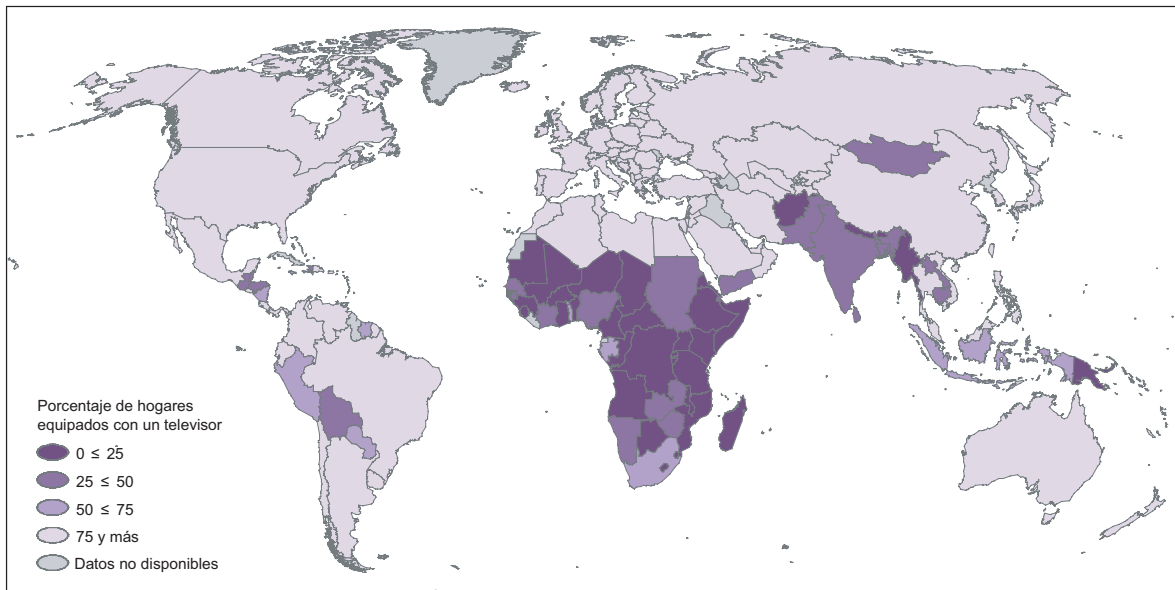 Porcentaje de hogares
equipados con un televisor
0 ≤ 25
25 ≤ 50
50 ≤ 75
75 y más
Datos no disponibles